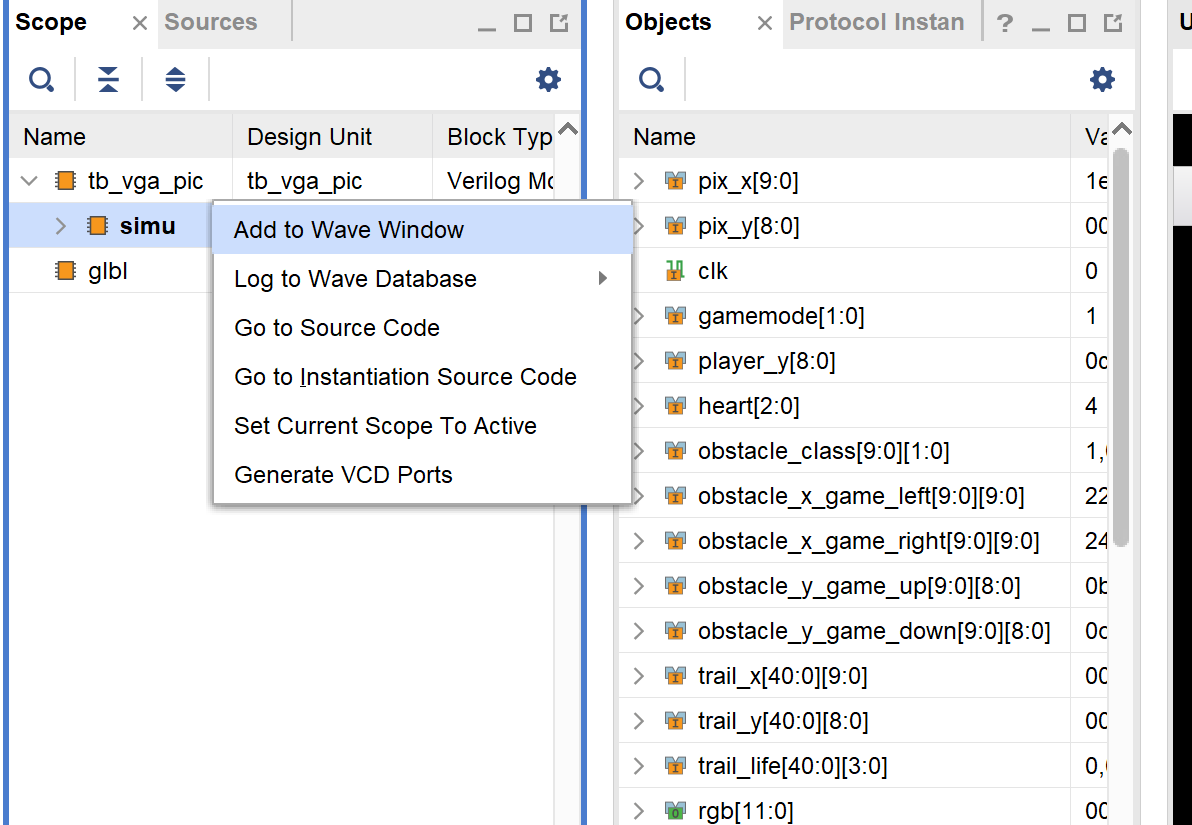 Scope
Sources
Name
Design Unit
Block Typ
tb_vga_pic
tb_vga_pic
Verilog Mo
simu
glbl
Add to Wave Window
Log to Wave Database
Go to Source Code
Go to Instantiation Source Code
Set Current Scope To Active
Generate VCD Ports
Objects
Protocol Instan
?
Name
Va
pix_x[9:0]
1e
pix_y[8:0]
00
clk
0
gamemode[1:0]
1
player_y[8:0]
0c
heart[2:0]
4
obstacle_class[9:0][1:0]
1,
obstacle_x_game_left[9:0][9:0]
22
obstacle_x_game_right[9:0][9:0]
24
obstacle_y_game_up[9:0][8:0]
0b
obstacle_y_game_down[9:0][8:0]
0c
trail_x[40:0][9:0]
00
trail_y[40:0][8:0]
00
trail_life[40:0][3:0]
0,
rgb[11:0]
00